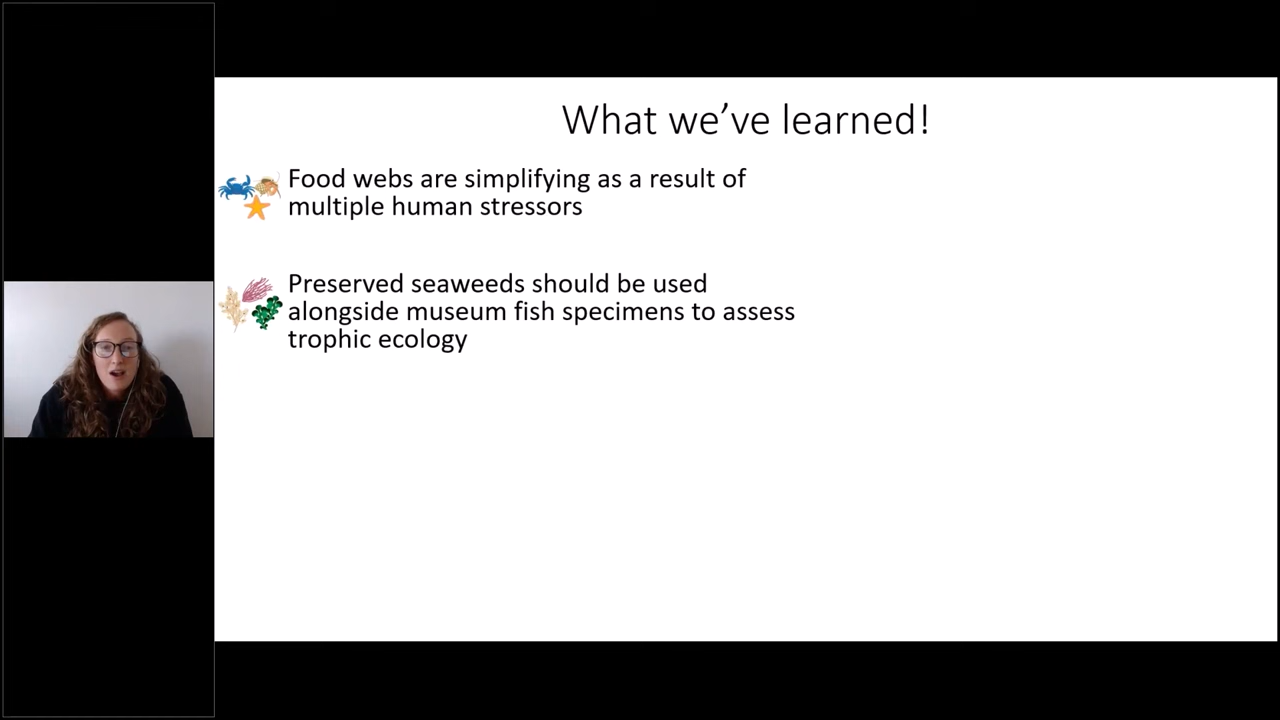 What we’ve learned!
Food webs are simplifying as a result of
multiple human stressors
Preserved seaweeds should be used
alongside museum fish specimens to assess
trophic ecology